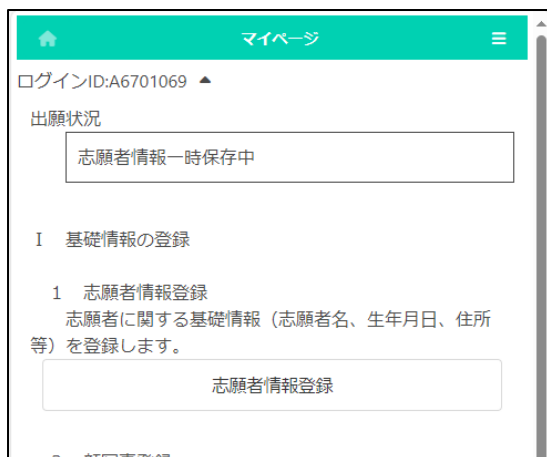 マイページ
ログインID:A6701069 ▲
出願状況
志願者情報一時保存中
Ⅰ　基礎情報の登録
1　志願者情報登録
志願者に関する基礎情報（志願者名、生年月日、住所
等）を登録します。
志願者情報登録